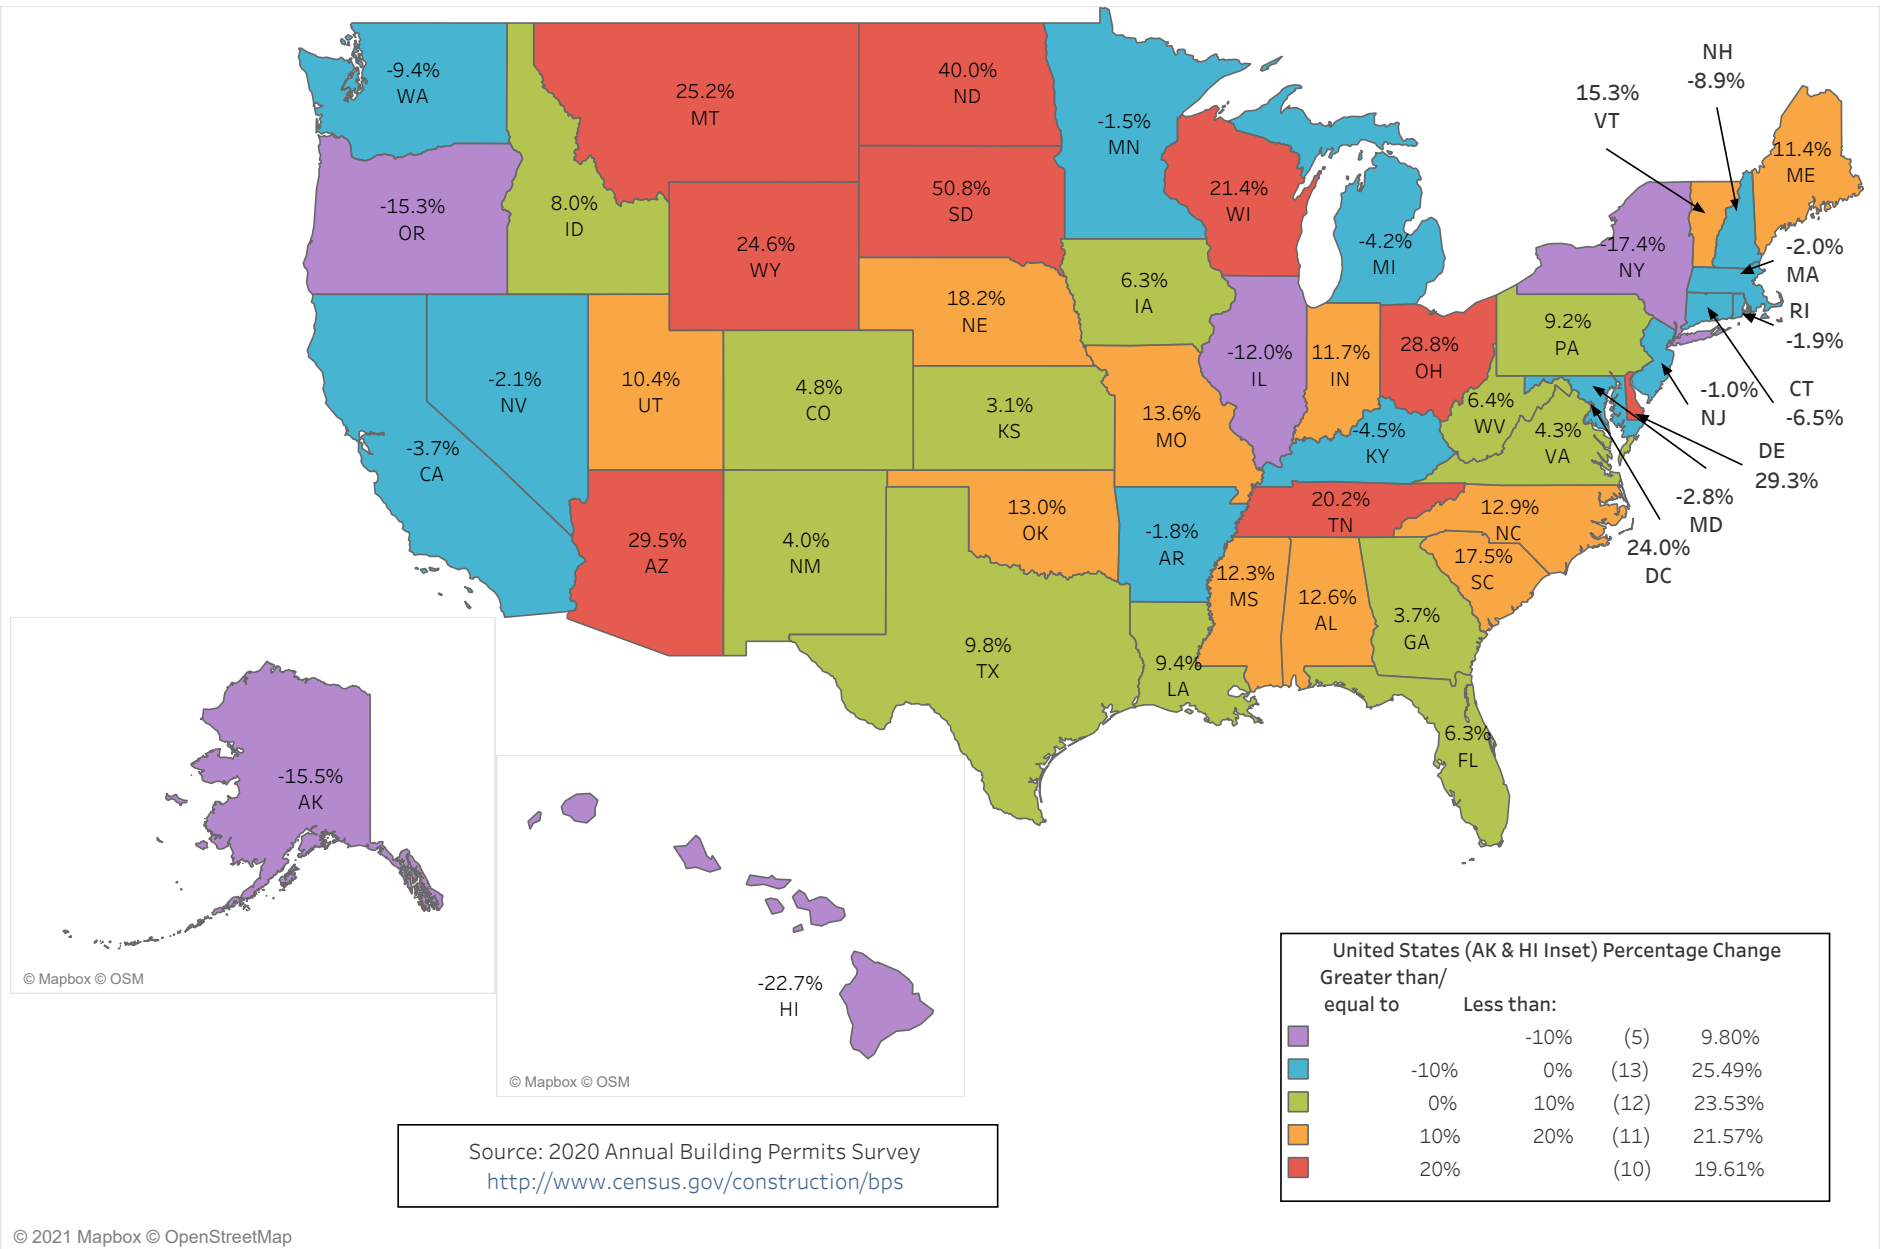 -9.4%
WA
25.2%
MT
40.0%
ND
-1.5%
MN
15.3%
VT
NH
-8.9%
11.4%
ME
-15.3%
OR
8.0%
ID
24.6%
WY
50.8%
SD
21.4%
WI
-4.2%
MI
-17.4%
NY
-2.0%
MA
RI
-1.9%
CT
-6.5%
-1.0%
NJ
DE
29.3%
-2.8%
MD
24.0%
DC
18.2%
NE
6.3%
IA
9.2%
PA
-2.1%
NV
10.4%
UT
4.8%
CO
3.1%
KS
13.6%
MO
-12.0%
IL
11.7%
IN
28.8%
OH
6.4%
WV
4.3%
VA
-4.5%
KY
-3.7%
CA
29.5%
AZ
4.0%
NM
13.0%
OK
-1.8%
AR
20.2%
TN
12.9%
NC
17.5%
SC
12.3%
MS
12.6%
AL
3.7%
GA
9.8%
TX
9.4%
LA
6.3%
FL
-15.5%
AK
© Mapbox © OSM
-22.7%
HI
© Mapbox © OSM
United States (AK & HI Inset) Percentage Change
Greater than/
equal to Less than:
-10% (5) 9.80%
-10% 0% (13) 25.49%
0% 10% (12) 23.53%
10% 20% (11) 21.57%
20% (10) 19.61%
Source: 2020 Annual Building Permits Survey
http://www.census.gov/construction/bps
© 2021 Mapbox © OpenStreetMap